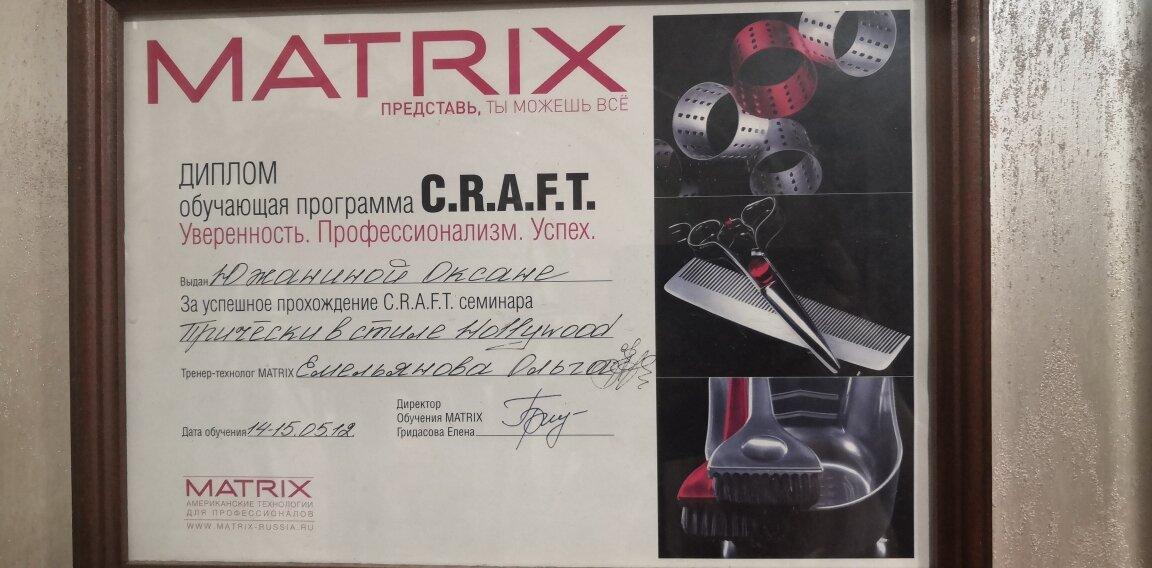 MATRIX
ПРЕДСТАВЬ, ТЫ МОЖЕШЬ ВСЁ
ДИПЛОМ
обучающая программа C.R.A.F.T.
Уверенность. Профессионализм. Успех.
Выдан Южаниной Оксане
За успешное прохождение C.R.A.F.T. семинара
Прически в стиле Hollywood
Тренер-технолог MATRIX Емельянова Ольга
Дата обучения 14-15.05.12
Директор
Обучения MATRIX
Гридасова Елена
MATRIX
АМЕРИКАНСКИЕ ТЕХНОЛОГИИ
ДЛЯ ПРОФЕССИОНАЛОВ
WWW.MATRIX-RUSSIA.RU